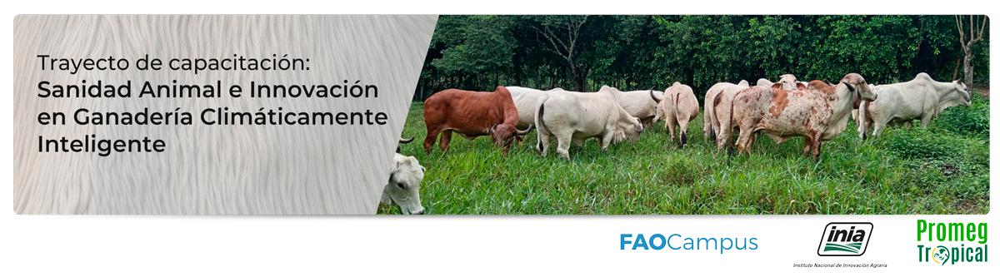 Trayecto de capacitación:
Sanidad Animal e Innovación
en Ganadería Climáticamente
Inteligente
FAOCampus
inia
Instituto Nacional de Innovación Agraria
Promeg
Tropical